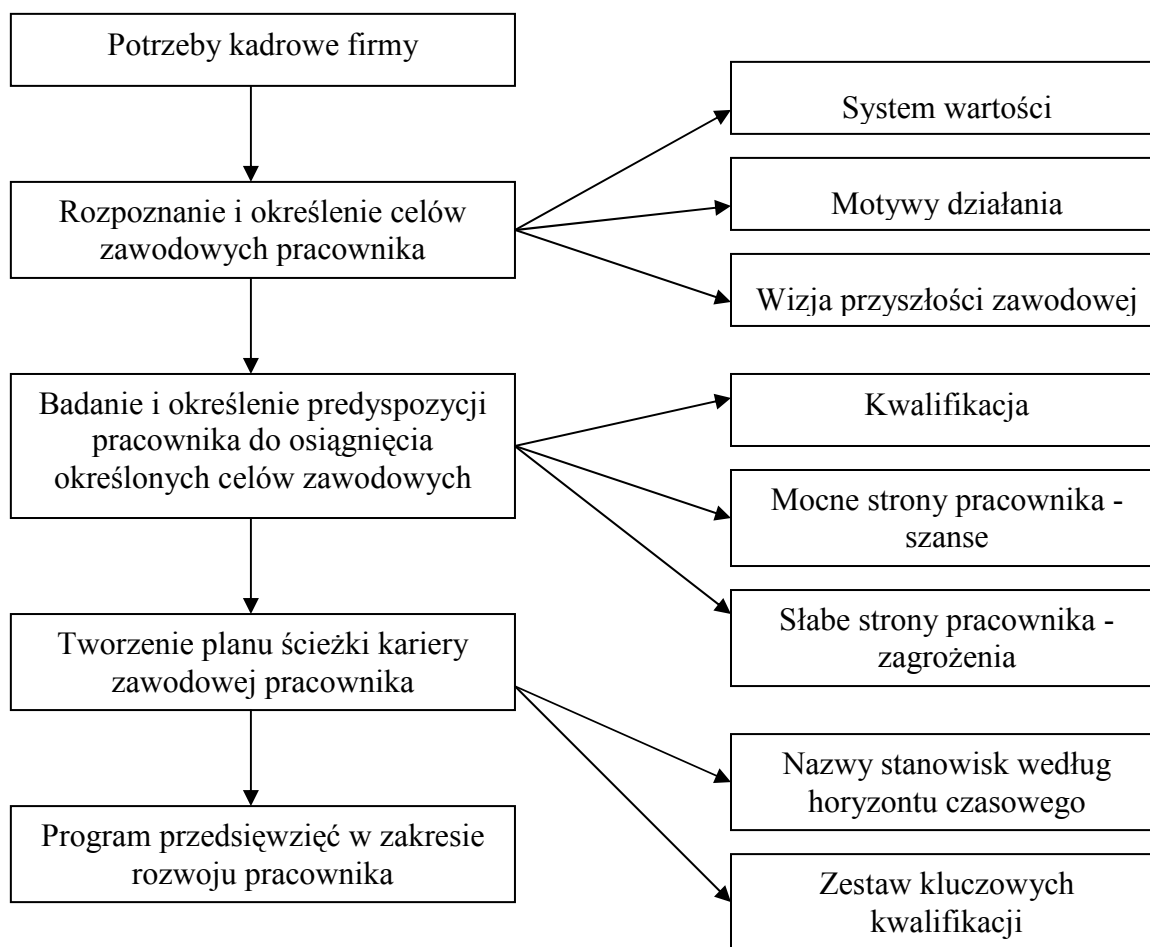 Potrzeby kadrowe firmy
System wartości
Rozpoznanie i określenie celów
zawodowych pracownika
Motywy działania
Wizja przyszłości zawodowej
Badanie i określenie predyspozycji
pracownika do osiągnięcia
określonych celów zawodowych
Kwalifikacja
Mocne strony pracownika -
szanse
Słabe strony pracownika -
zagrożenia
Tworzenie planu ścieżki kariery
zawodowej pracownika
Nazwy stanowisk według
horyzontu czasowego
Program przedsięwzięć w zakresie
rozwoju pracownika
Zestaw kluczowych
kwalifikacji